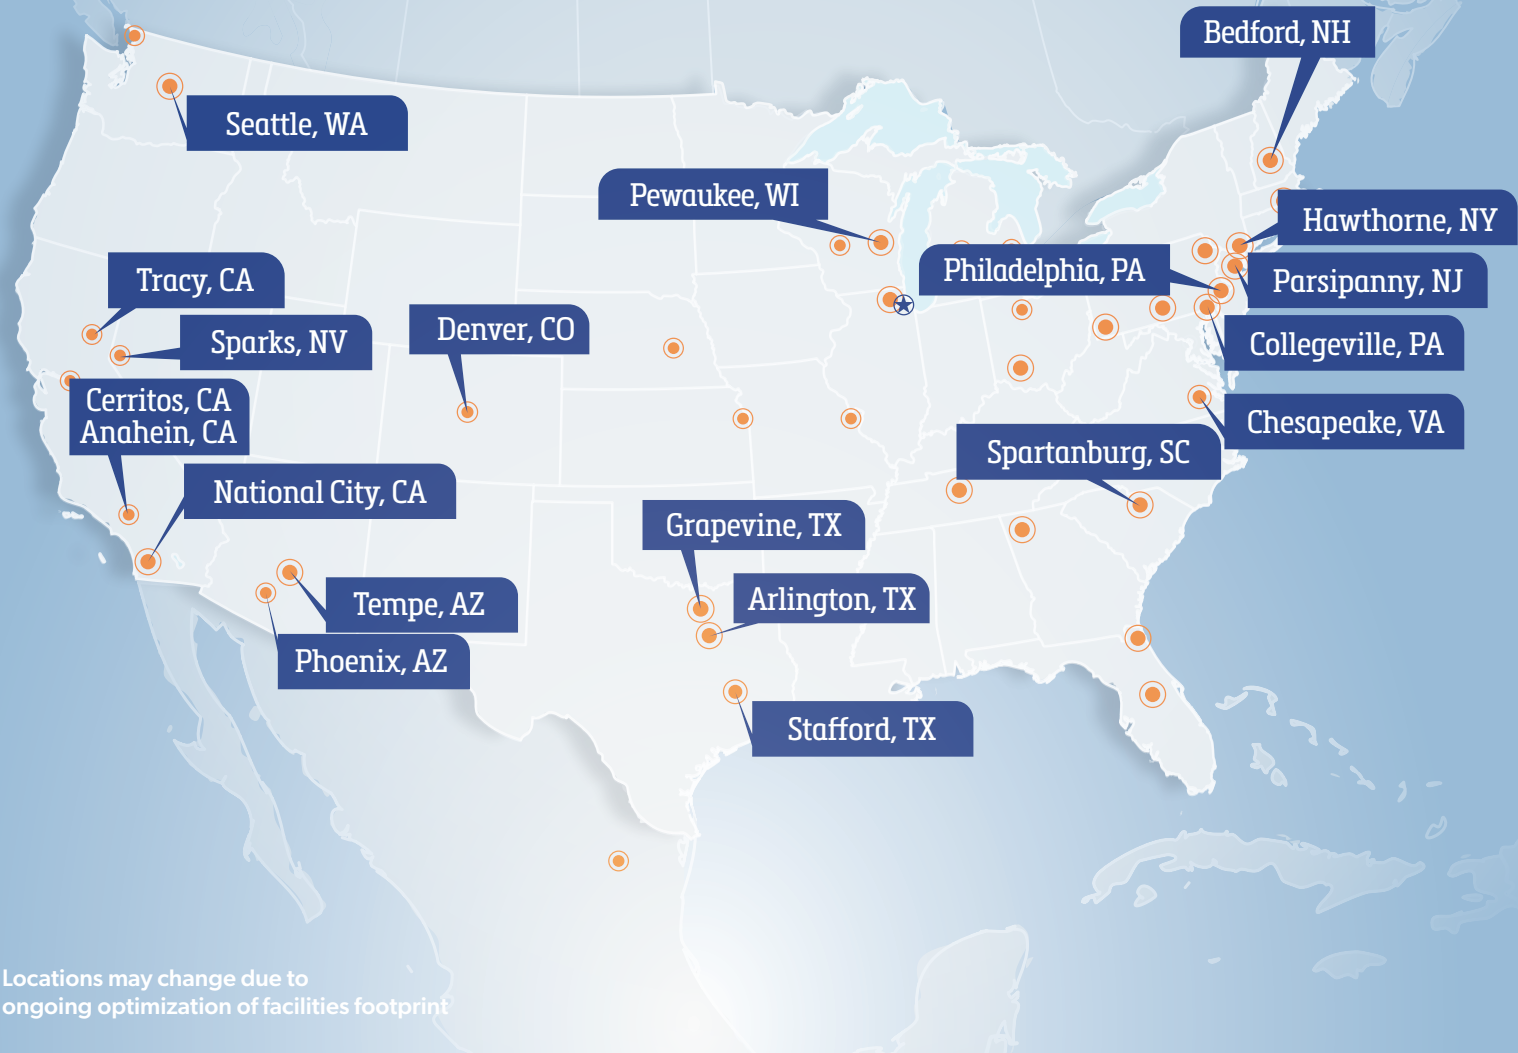 Bedford, NH
Seattle, WA
Pewaukee, WI
Hawthorne, NY
Philadelphia, PA
Tracy, CA
Parsipanny, NJ
Sparks, NV
Denver, CO
Collegeville, PA
Cerritos, CA
Anahein, CA
Chesapeake, VA
Spartanburg, SC
National City, CA
Grapevine, TX
Tempe, AZ
Arlington, TX
Phoenix, AZ
Stafford, TX
Locations may change due to
ongoing optimization of facilities footprint